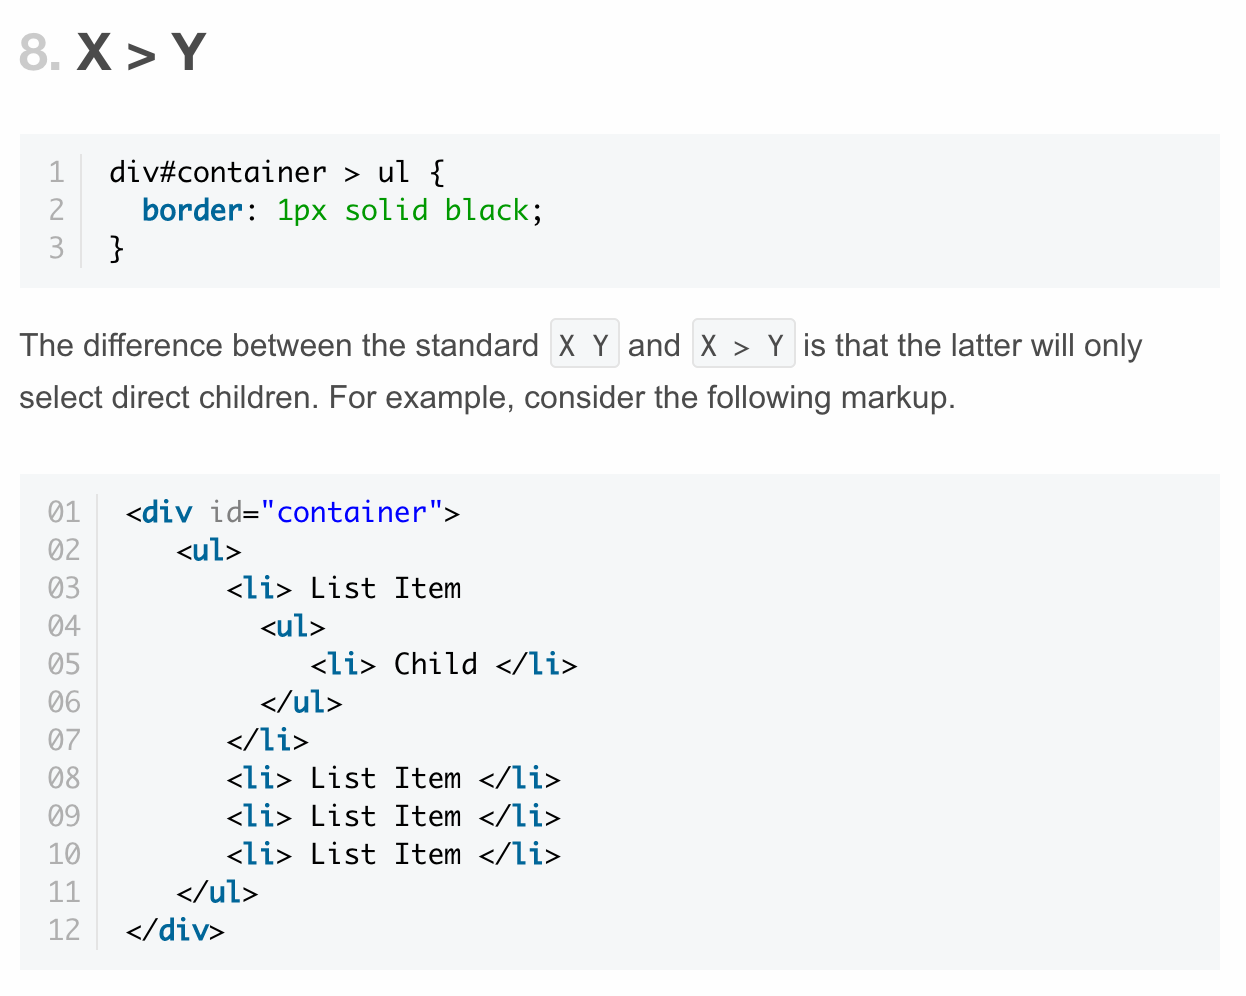 8. X > Y
1 div#container > ul {
2   border: 1px solid black;
3 }
The difference between the standard X Y and X > Y is that the latter will only
select direct children. For example, consider the following markup.
01 <div id="container">
02    <ul>
03       <li> List Item
04         <ul>
05            <li> Child </li>
06         </ul>
07       </li>
08       <li> List Item </li>
09       <li> List Item </li>
10       <li> List Item </li>
11    </ul>
12 </div>